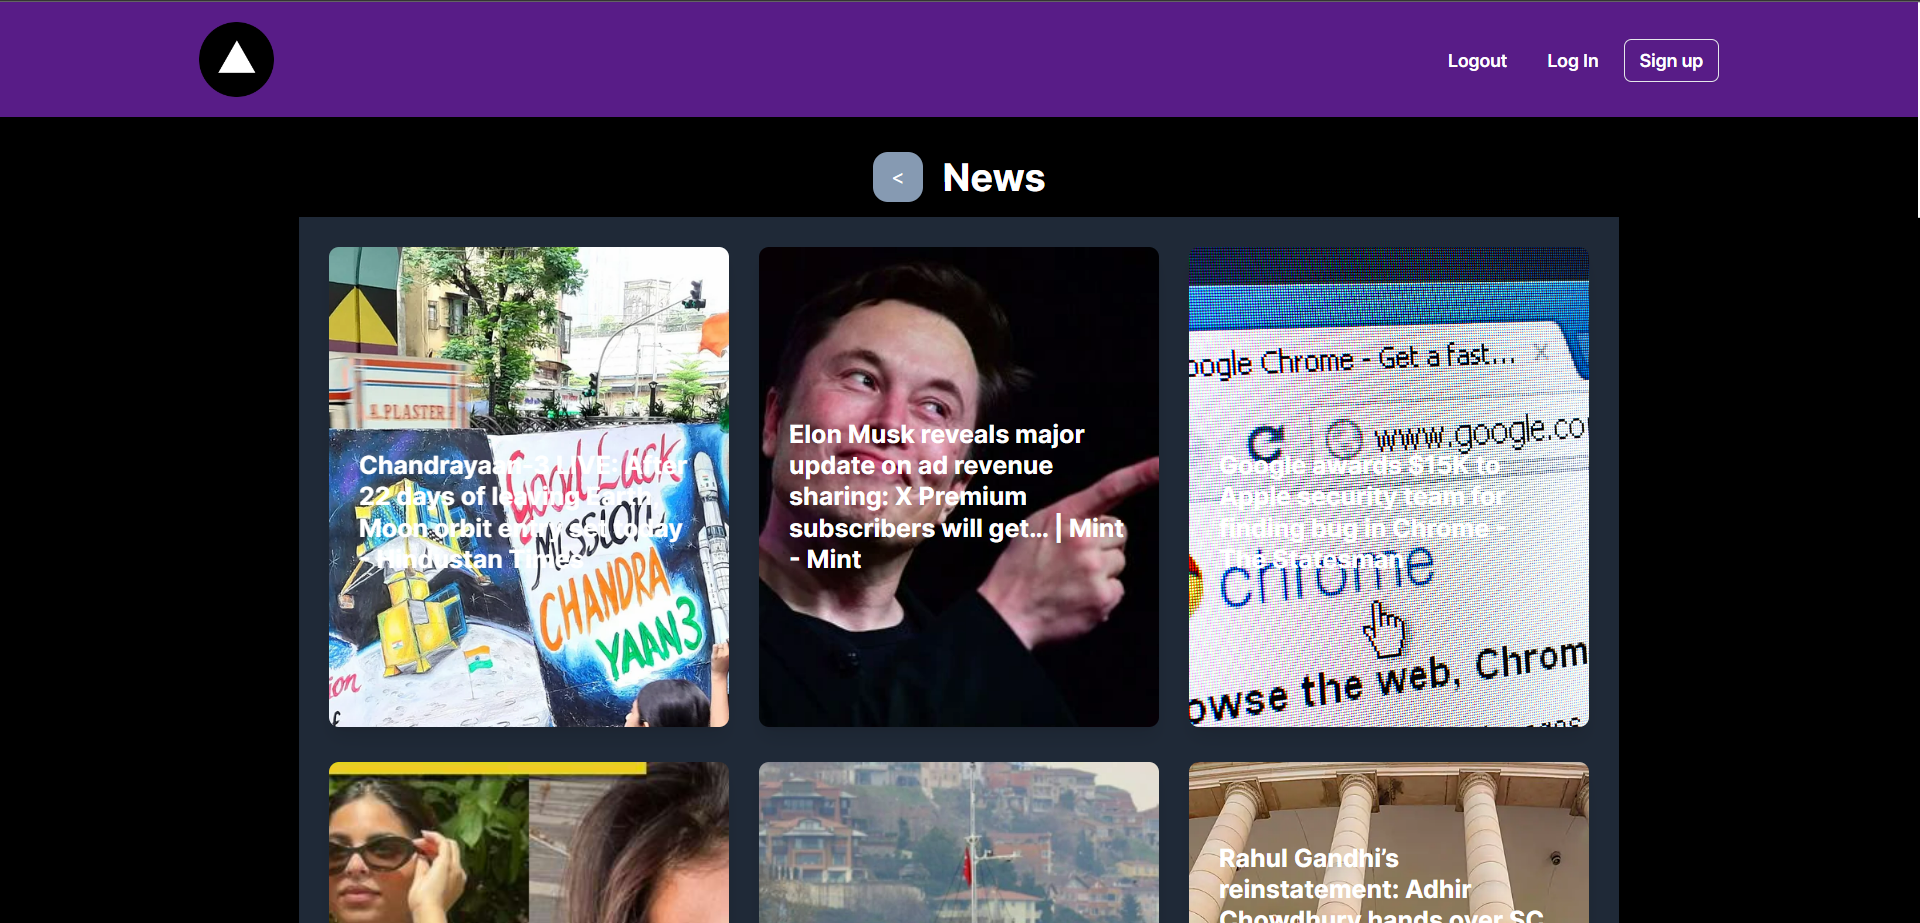 Logout Log In Sign up
< News
A. PLASTER
Good Luck
Mission
CHANDRA
YAAN3
Chandrayaan-3 LIVE: After
22 days of leaving Earth,
Moon orbit entry set today
- Hindustan Times
Elon Musk reveals major
update on ad revenue
sharing: X Premium
subscribers will get... | Mint
- Mint
oogle Chrome - Get a fast...
www.google.co
Google awards $15K to
Apple security team for
finding bug in Chrome -
The Statesman
chrome
owse the web, Chrom
Rahul Gandhi’s
reinstatement: Adhir
Chowdhury hands over SC